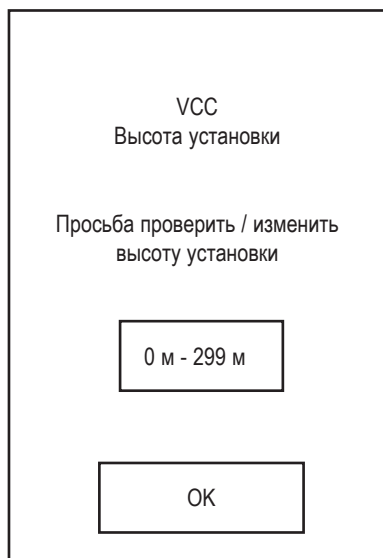 VCC
Высота установки
Просьба проверить / изменить
высоту установки
0 м - 299 м
OK